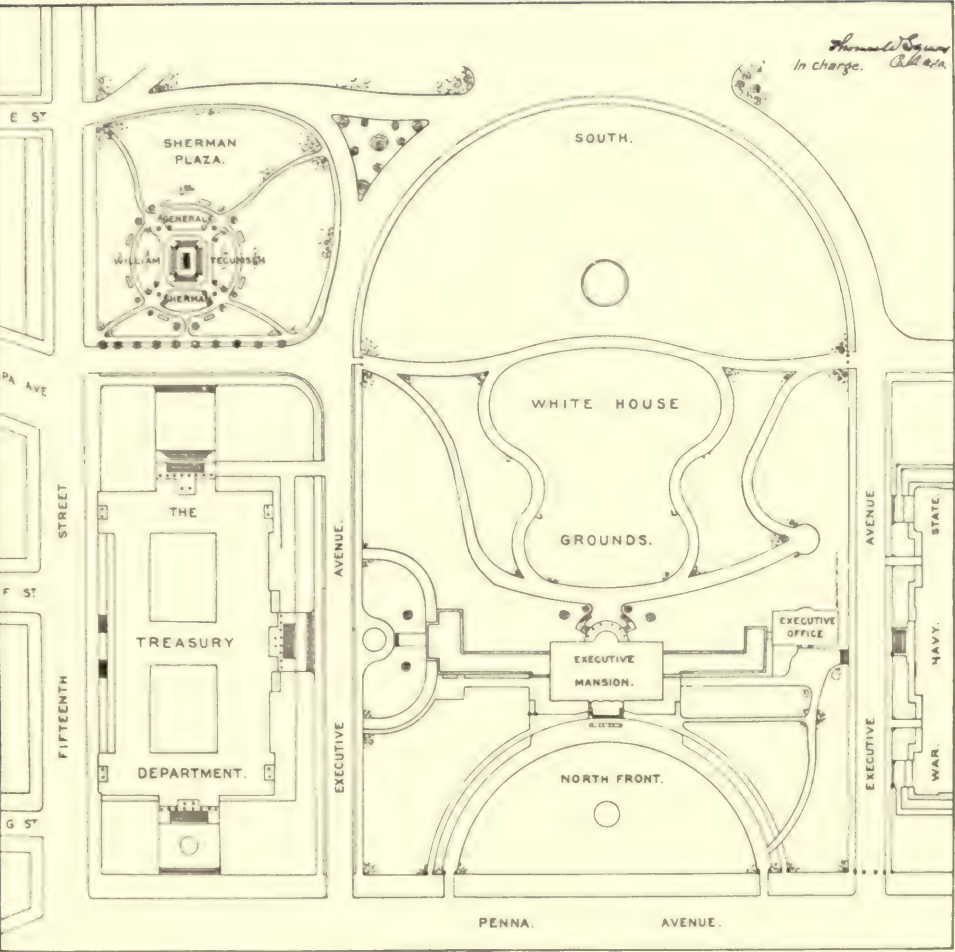 In charge.
E ST
SHERMAN
PLAZA.
SOUTH.
GENERAL
WILLIAM TECUMSEH
SHERMAN
PA AVE
WHITE HOUSE
GROUNDS.
THE
TREASURY
DEPARTMENT.
STREET
FIFTEENTH
F ST.
G ST
AVENUE.
EXECUTIVE
EXECUTIVE
OFFICE
EXECUTIVE
MANSION.
NORTH FRONT.
AVENUE
EXECUTIVE
STATE.
NAVY.
WAR.
PENNA. AVENUE.